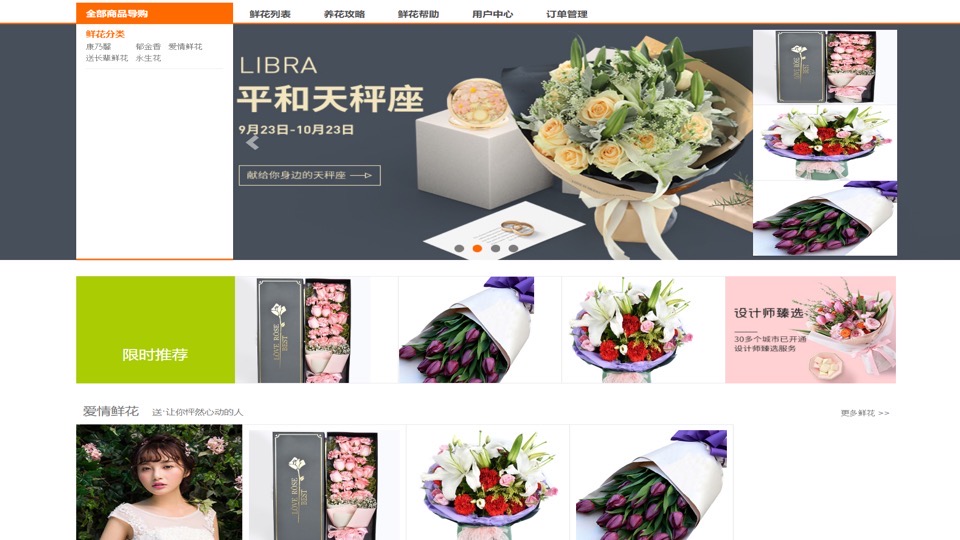 全部商品导购
鲜花列表 养花攻略 鲜花帮助 用户中心 订单管理
鲜花分类
康乃馨 郁金香 爱情鲜花
送长辈鲜花 永生花
LIBRA
平和天秤座
9月23日-10月23日
献给你身边的天秤座
LOVE ROSE
BEST
限时推荐
LOVE ROSE
BEST
设计师臻选
30多个城市已开通
设计师臻选服务
爱情鲜花 送·让你怦然心动的人
更多鲜花 >>
LOVE ROSE
BEST